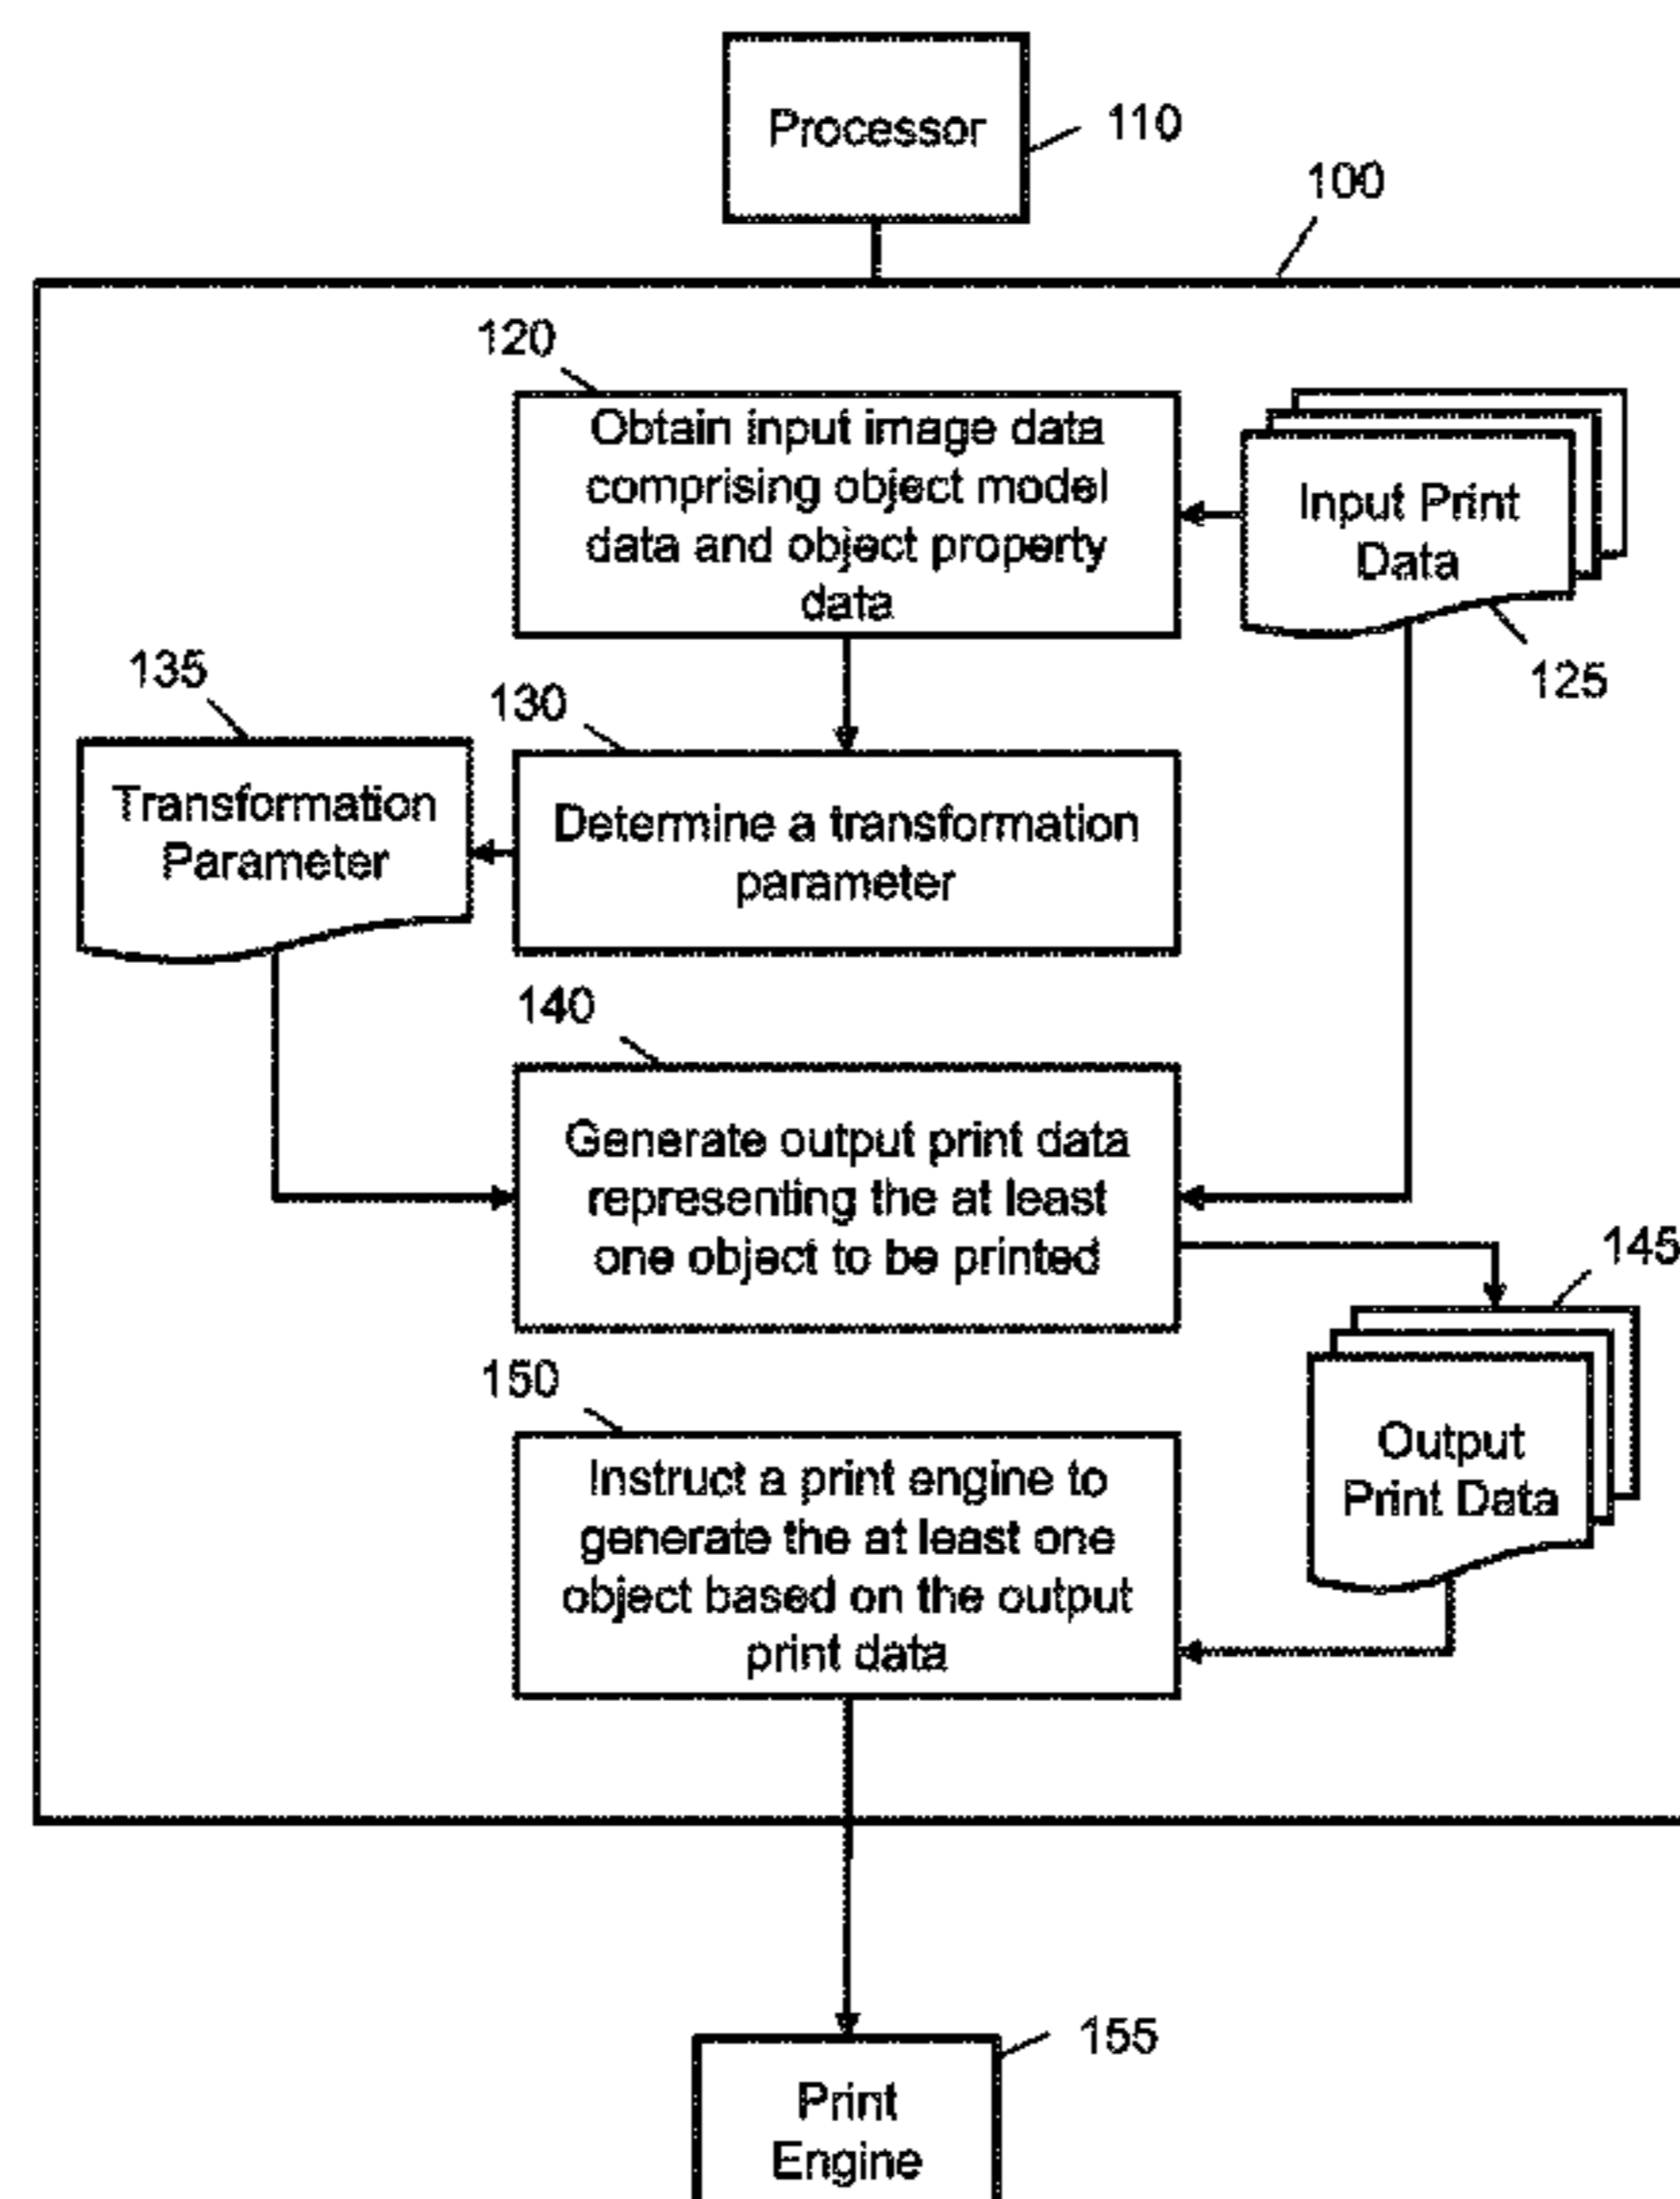 Processor
110
100
120
Obtain input image data
comprising object model
data and object property
data
Input Print
Data
125
135
130
Transformation
Parameter
Determine a transformation
parameter
140
Generate output print data
representing the at least
one object to be printed
145
150
Instruct a print engine to
generate the at least one
object based on the output
print data
Output
Print Data
155
Print
Engine